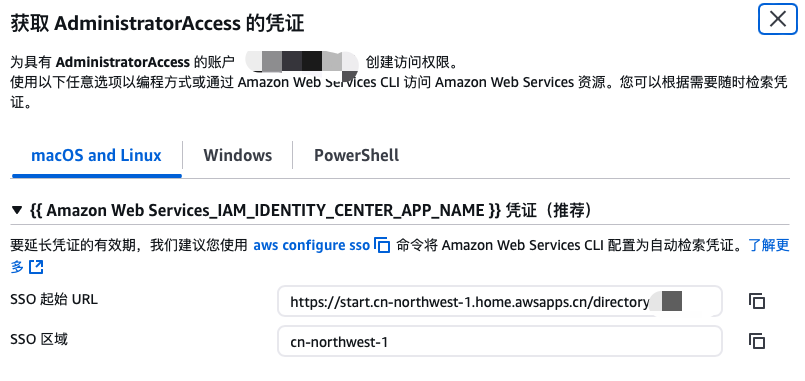 获取 AdministratorAccess 的凭证
为具有 AdministratorAccess 的账户 创建访问权限。
使用以下任意选项以编程方式或通过 Amazon Web Services CLI 访问 Amazon Web Services 资源。您可以根据需要随时检索凭
证。
macOS and Linux
Windows
PowerShell
{{ Amazon Web Services_IAM_IDENTITY_CENTER_APP_NAME }} 凭证（推荐）
要延长凭证的有效期，我们建议您使用 aws configure sso 命令将 Amazon Web Services CLI 配置为自动检索凭证。了解更
多
SSO 起始 URL
https://start.cn-northwest-1.home.awsapps.cn/directory
SSO 区域
cn-northwest-1